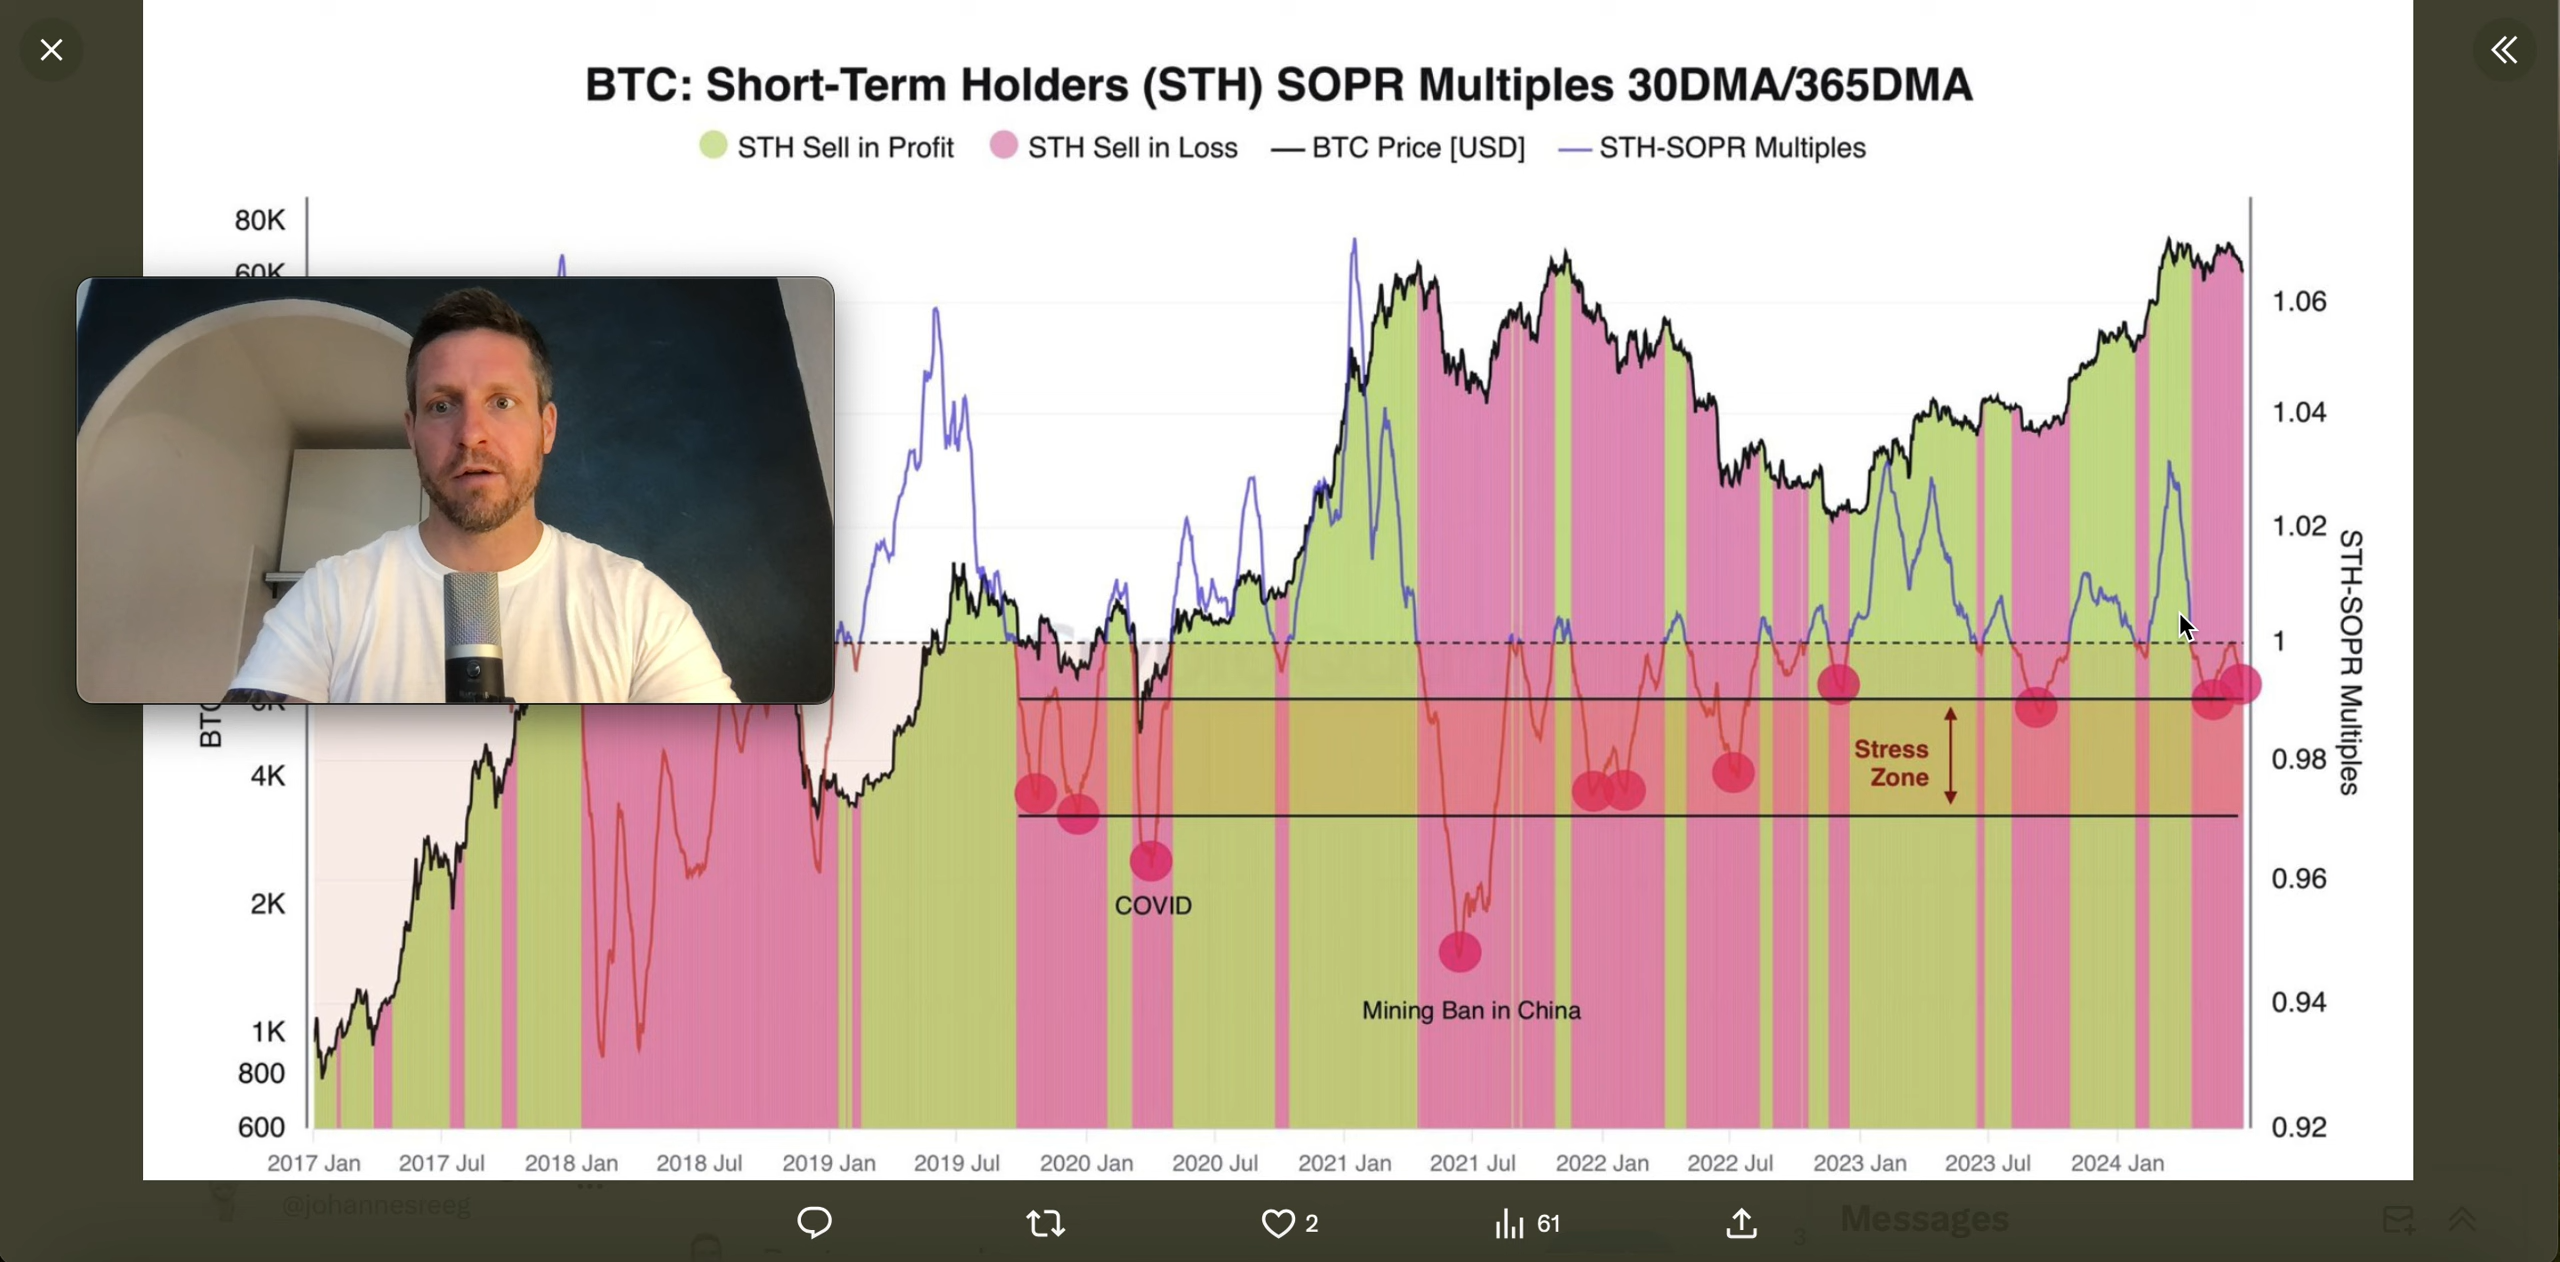 BTC: Short-Term Holders (STH) SOPR Multiples 30DMA/365DMA
STH Sell in Profit STH Sell in Loss BTC Price [USD] STH-SOPR Multiples
80K
60K
4K
2K
1K
800
600
BTC
1.06
1.04
1.02
1
0.98
0.96
0.94
0.92
STH-SOPR Multiples
Stress
Zone
COVID
Mining Ban in China
2017 Jan 2017 Jul 2018 Jan 2018 Jul 2019 Jan 2019 Jul 2020 Jan 2020 Jul 2021 Jan 2021 Jul 2022 Jan 2022 Jul 2023 Jan 2023 Jul 2024 Jan
@johannesreeg
2
61
3
Messages